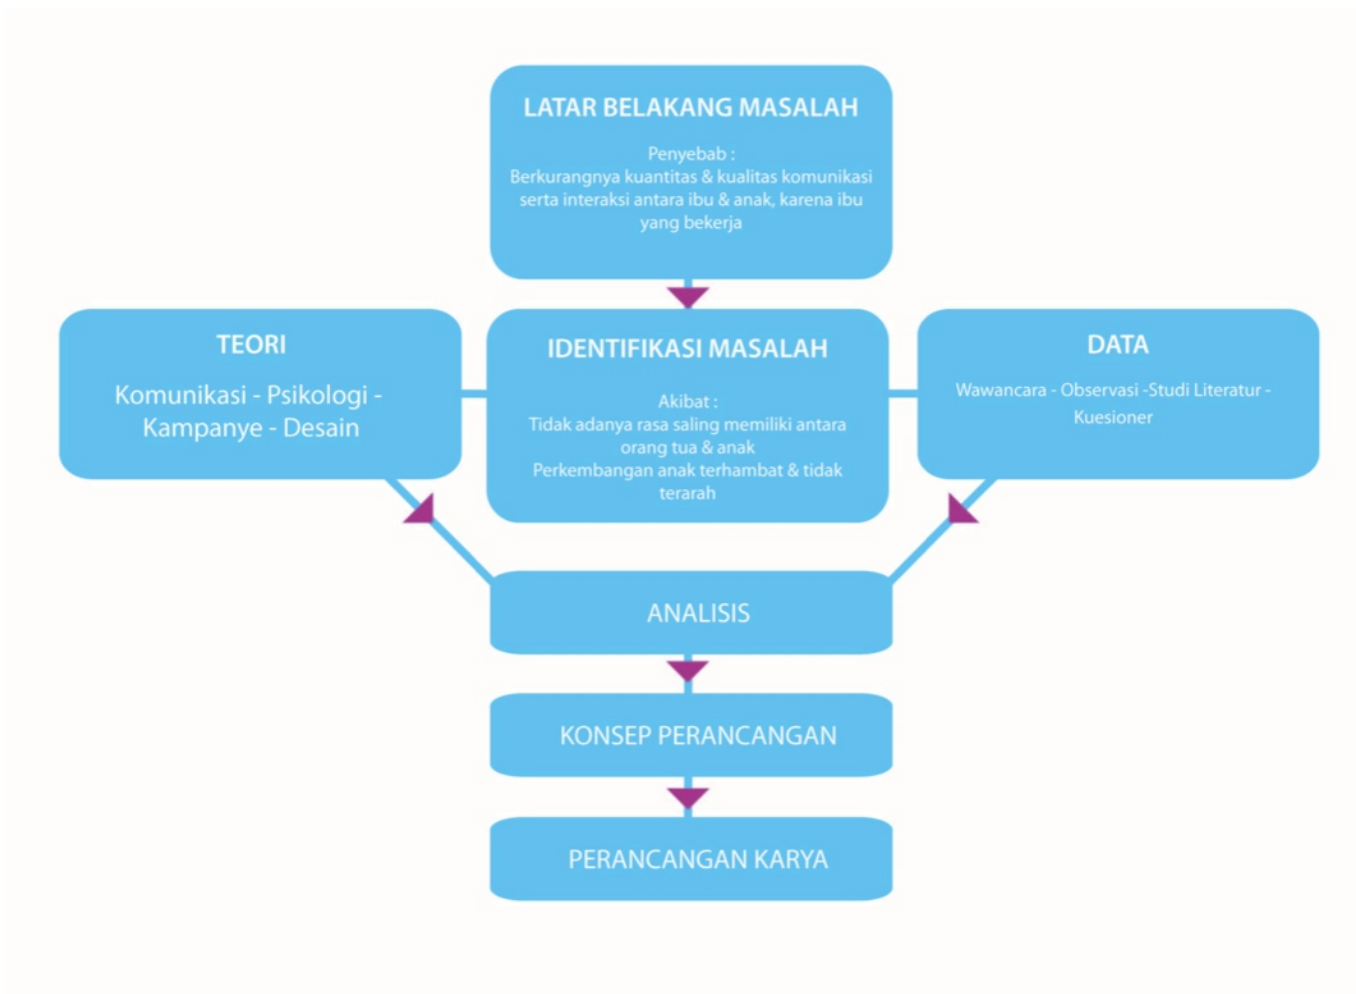 LATAR BELAKANG MASALAH
Penyebab :
Berkurangnya kuantitas & kualitas komunikasi
serta interaksi antara ibu & anak, karena ibu
yang bekerja
TEORI
Komunikasi - Psikologi -
Kampanye - Desain
IDENTIFIKASI MASALAH
Akibat :
Tidak adanya rasa saling memiliki antara
orang tua & anak
Perkembangan anak terhambat & tidak
terarah
DATA
Wawancara - Observasi -Studi Literatur -
Kuesioner
ANALISIS
KONSEP PERANCANGAN
PERANCANGAN KARYA